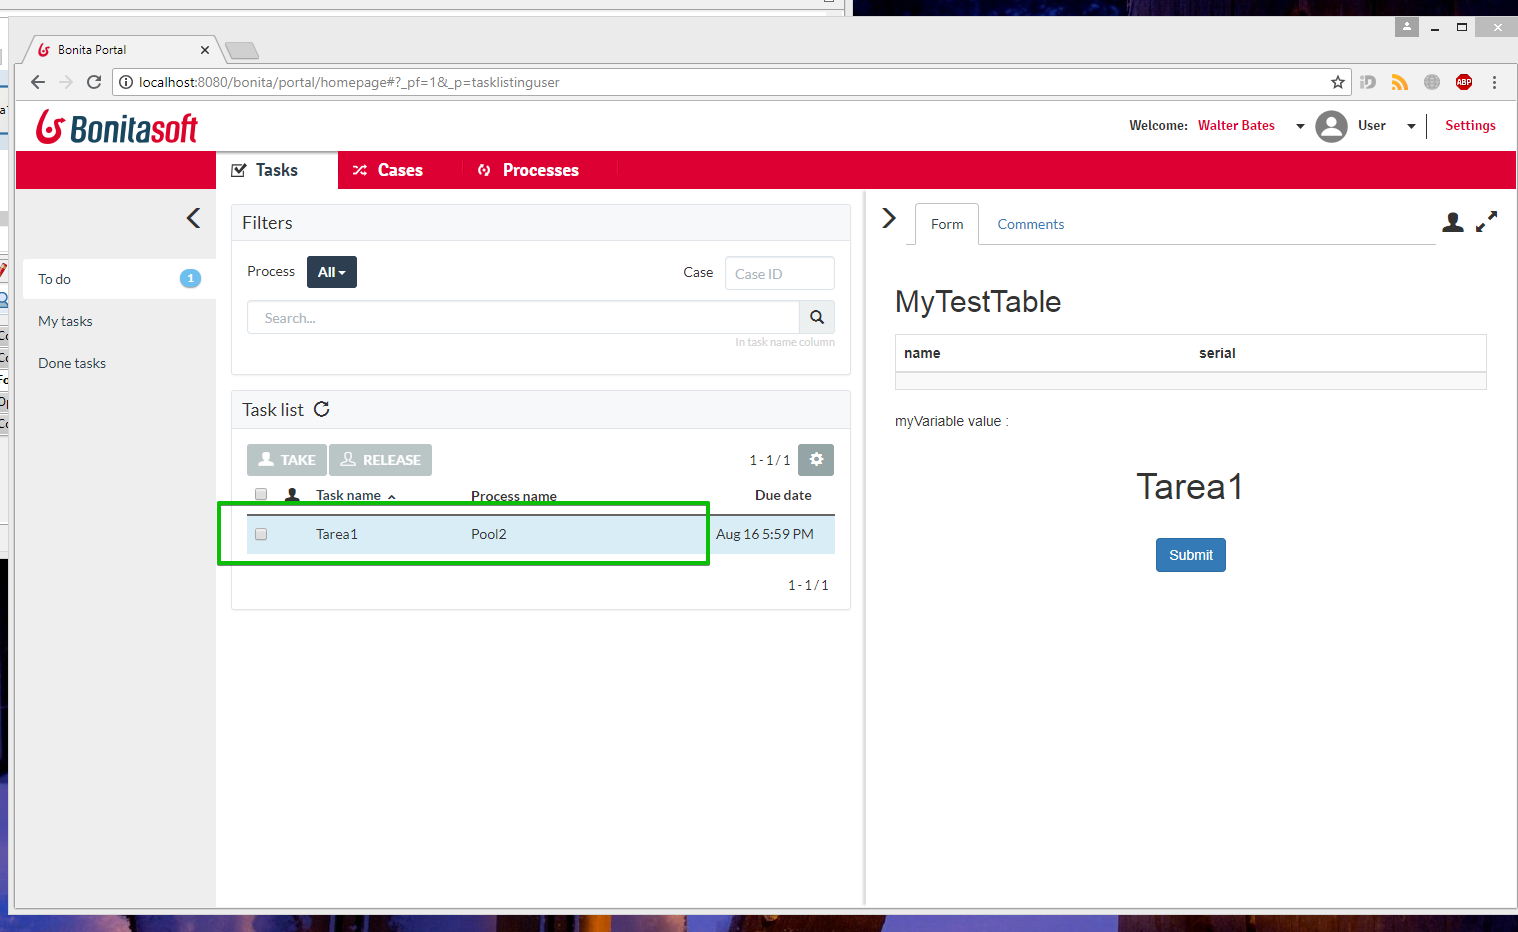 Bonita Portal
localhost:8080/bonita/portal/homepage#?_pf=1&_p=tasklistinguser
ABP
Bonitasoft
Welcome: Walter Bates
User
Settings
Tasks
Cases
Processes
To do 1
My tasks
Done tasks
Filters
Process All
Case Case ID
Search...
In task name column
Task list
TAKE RELEASE 1 - 1 / 1
Task name Process name Due date
Tarea1 Pool2 Aug 16 5:59 PM
1 - 1 / 1
Form Comments
MyTestTable
name serial
myVariable value :
Tarea1
Submit